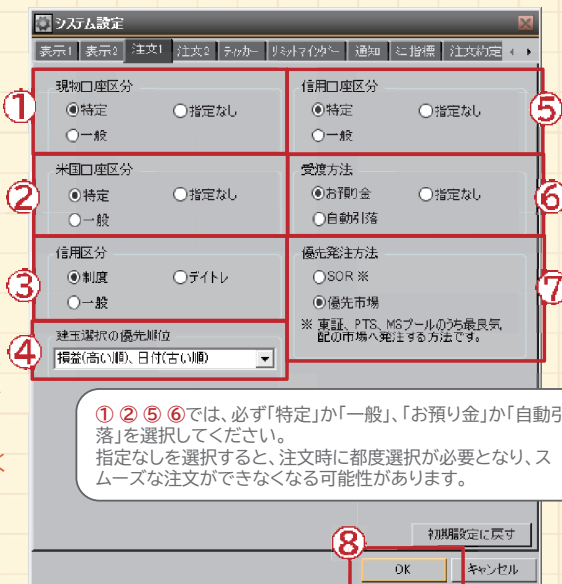 システム設定
表示1 表示2 注文1 注文2 ティッカー リミットマインダー 通知 ミニ指標 注文約定
① 現物口座区分
●特定 ○指定なし
○一般
信用口座区分 ⑤
●特定 ○指定なし
○一般
② 米国口座区分
●特定 ○指定なし
○一般
受渡方法 ⑥
●お預り金 ○指定なし
○自動引落
③ 信用区分
●制度 ○デイトレ
○一般
優先発注方法 ⑦
○SOR ※
●優先市場
※ 東証、PTS、MSプールのうち最良気
配の市場へ発注する方法です。
④ 建玉選択の優先順位
損益(高い順)、日付(古い順)
①②⑤⑥では、必ず「特定」か「一般」、「お預り金」か「自動引
落」を選択してください。
指定なしを選択すると、注文時に都度選択が必要となり、ス
ムーズな注文ができなくなる可能性があります。
初期設定に戻す
⑧
OK キャンセル